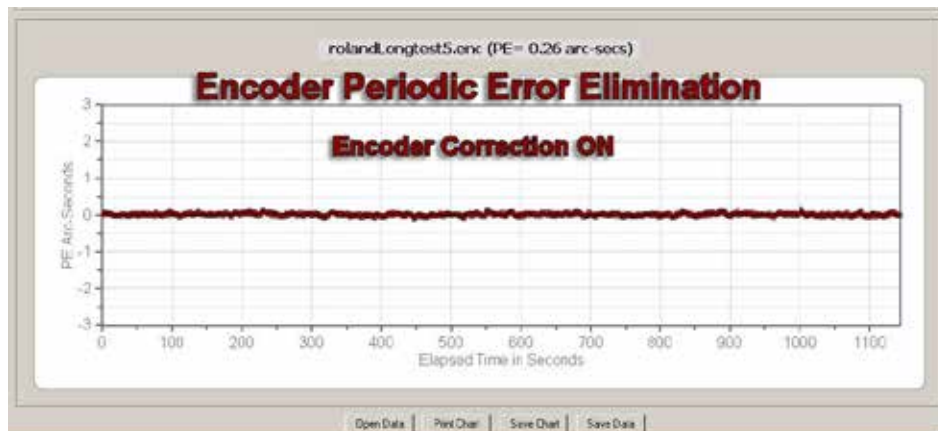 rolandLongtest5.enc (PE= 0.26 arc-secs)
Encoder Periodic Error Elimination
Encoder Correction ON
PE Arc-Seconds
3
2
1
0
-1
-2
-3
0 100 200 300 400 500 600 700 800 900 1000 1100
Elapsed Time in Seconds
Open Data Print Chart Save Chart Save Data